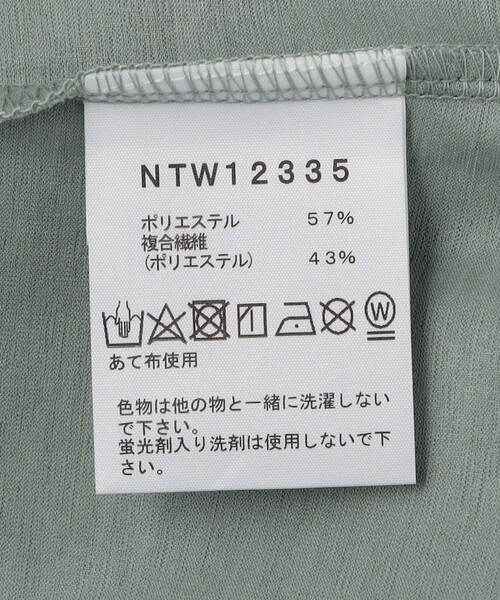 NTW12335
ポリエステル 57%
複合繊維
(ポリエステル) 43%
W
あて布使用
色物は他の物と一緒に洗濯しない
で下さい。
蛍光剤入り洗剤は使用しないで下
さい。